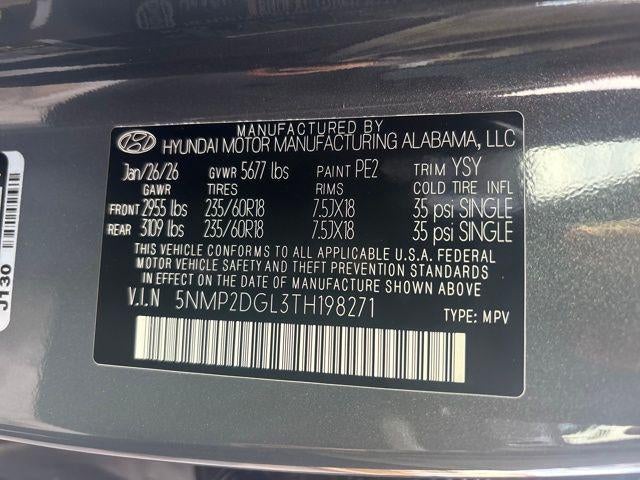 MANUFACTURED BY
HYUNDAI MOTOR MANUFACTURING ALABAMA, LLC
Jan/26/26 GVWR 5677 lbs PAINT PE2 TRIM YSY
GAWR TIRES RIMS COLD TIRE INFL
FRONT 2955 lbs 235/60R18 7.5JX18 35 psi SINGLE
REAR 3109 lbs 235/60R18 7.5JX18 35 psi SINGLE
THIS VEHICLE CONFORMS TO ALL APPLICABLE U.S.A. FEDERAL
MOTOR VEHICLE SAFETY AND THEFT PREVENTION STANDARDS
IN EFFECT ON THE DATE OF MANUFACTURE SHOWN ABOVE
V.I.N 5NMP2DGL3TH198271
TYPE: MPV
J130